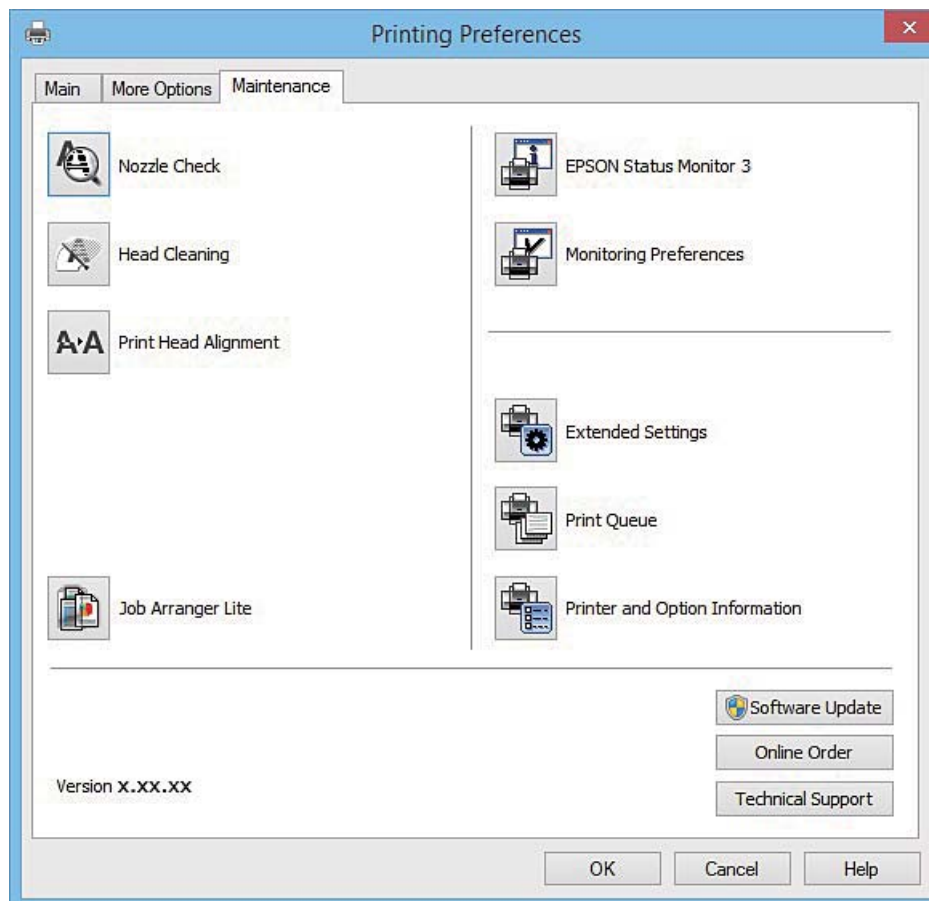 Printing Preferences
Main
More Options
Maintenance
Nozzle Check
Head Cleaning
A·A Print Head Alignment
Job Arranger Lite
EPSON Status Monitor 3
Monitoring Preferences
Extended Settings
Print Queue
Printer and Option Information
Software Update
Online Order
Technical Support
Version x.xx.xx
OK
Cancel
Help